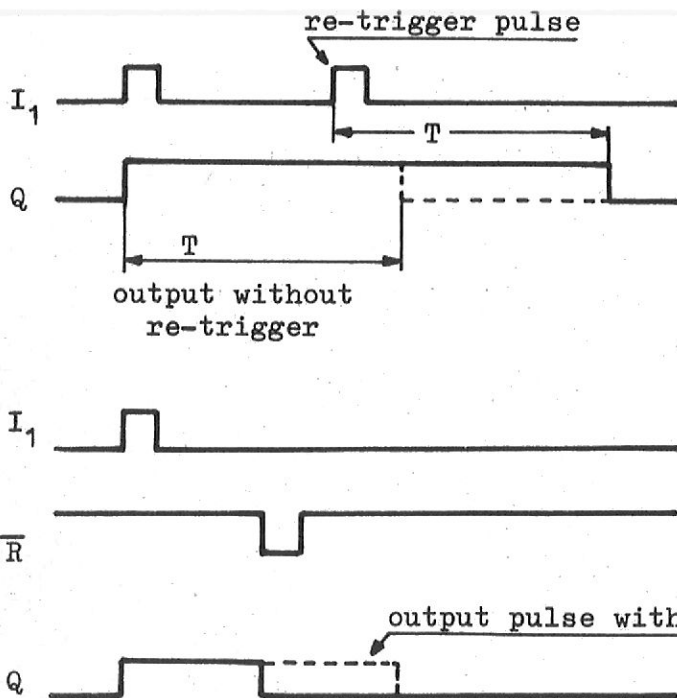 re-trigger pulse
I₁
T
Q
T
output without
re-trigger
I₁
R̅
output pulse with
Q